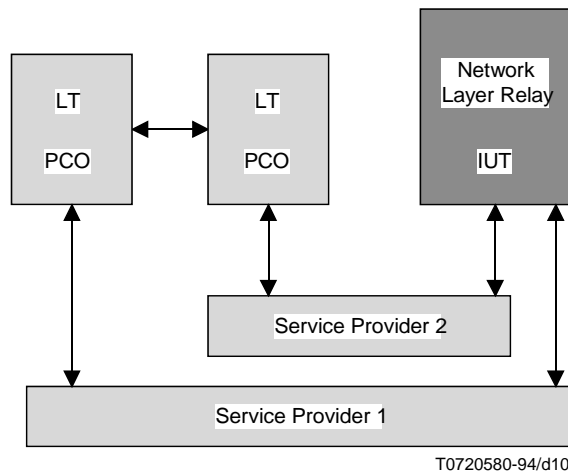 LT
PCO
LT
PCO
Network
Layer Relay
IUT
Service Provider 2
Service Provider 1
T0720580-94/d10